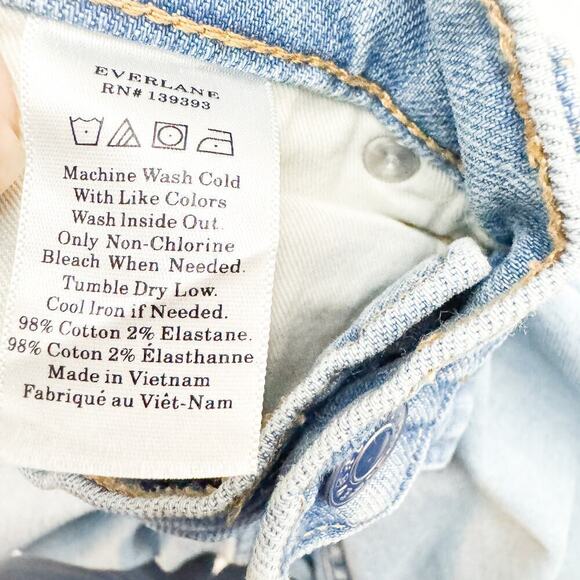 EVERLANE
RN# 139393
Machine Wash Cold
With Like Colors
Wash Inside Out.
Only Non-Chlorine
Bleach When Needed.
Tumble Dry Low.
Cool Iron if Needed.
98% Cotton 2% Elastane.
98% Coton 2% Élasthanne
Made in Vietnam
Fabriqué au Viêt-Nam